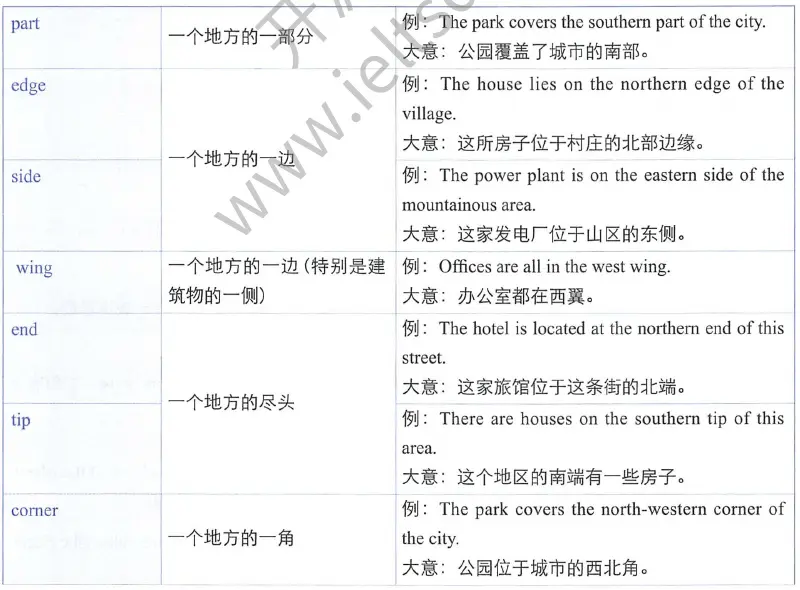 part
一个地方的一部分
例：The park covers the southern part of the city.
大意：公园覆盖了城市的南部。
edge
一个地方的一边
例：The house lies on the northern edge of the
village.
大意：这所房子位于村庄的北部边缘。
side
例：The power plant is on the eastern side of the
mountainous area.
大意：这家发电厂位于山区的东侧。
wing
一个地方的一边(特别是建
筑物的一侧)
例：Offices are all in the west wing.
大意：办公室都在西翼。
end
一个地方的尽头
例：The hotel is located at the northern end of this
street.
大意：这家旅馆位于这条街的北端。
tip
例：There are houses on the southern tip of this
area.
大意：这个地区的南端有一些房子。
corner
一个地方的一角
例：The park covers the north-western corner of
the city.
大意：公园位于城市的西北角。